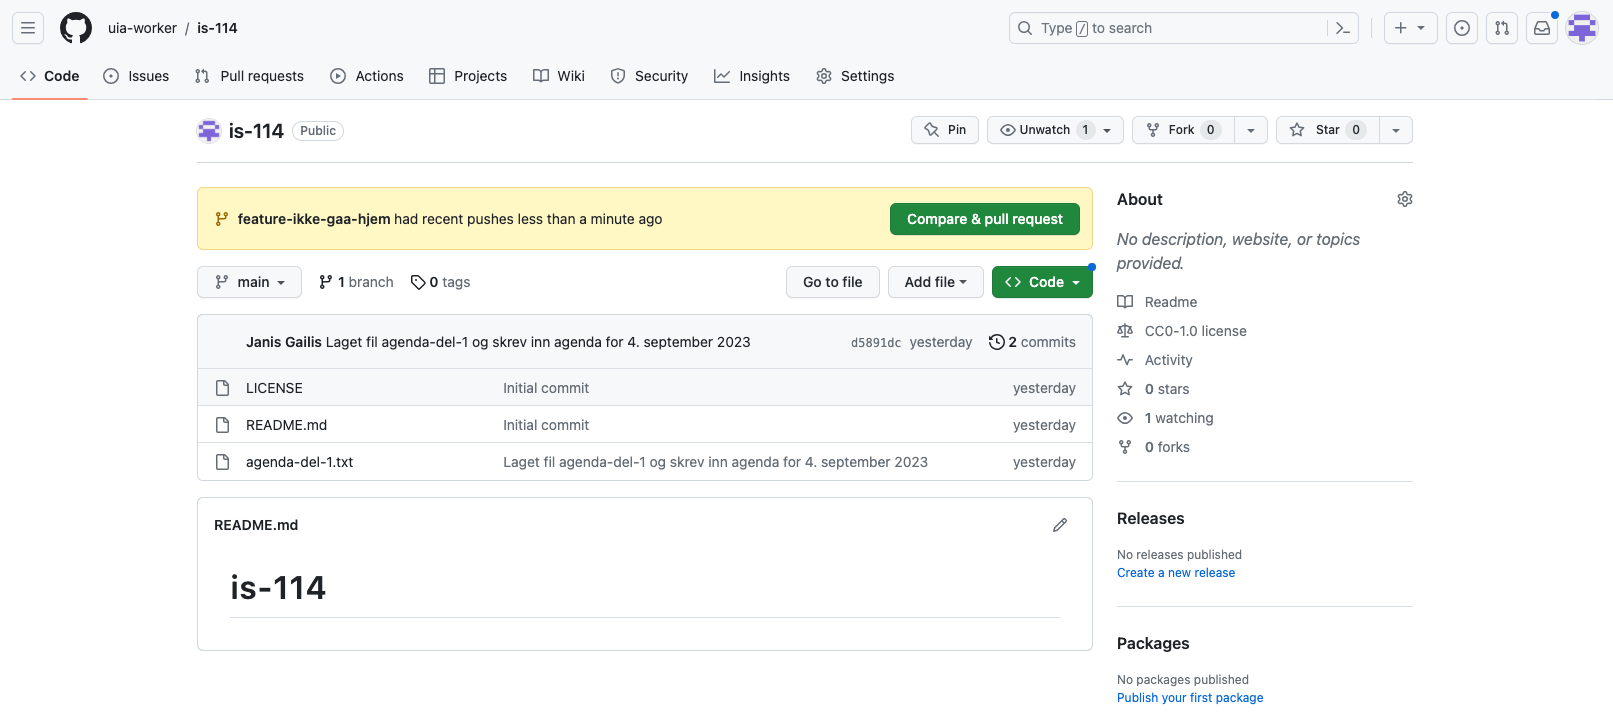 uia-worker / is-114
Type / to search
Code Issues Pull requests Actions Projects Wiki Security Insights Settings
is-114 Public
Pin Unwatch 1 Fork 0 Star 0
feature-ikke-gaa-hjem had recent pushes less than a minute ago Compare & pull request
main 1 branch 0 tags Go to file Add file Code
Janis Gailis Laget fil agenda-del-1 og skrev inn agenda for 4. september 2023 d5891dc yesterday 2 commits
LICENSE Initial commit yesterday
README.md Initial commit yesterday
agenda-del-1.txt Laget fil agenda-del-1 og skrev inn agenda for 4. september 2023 yesterday
README.md
is-114
About
No description, website, or topics
provided.
Readme
CC0-1.0 license
Activity
0 stars
1 watching
0 forks
Releases
No releases published
Create a new release
Packages
No packages published
Publish your first package